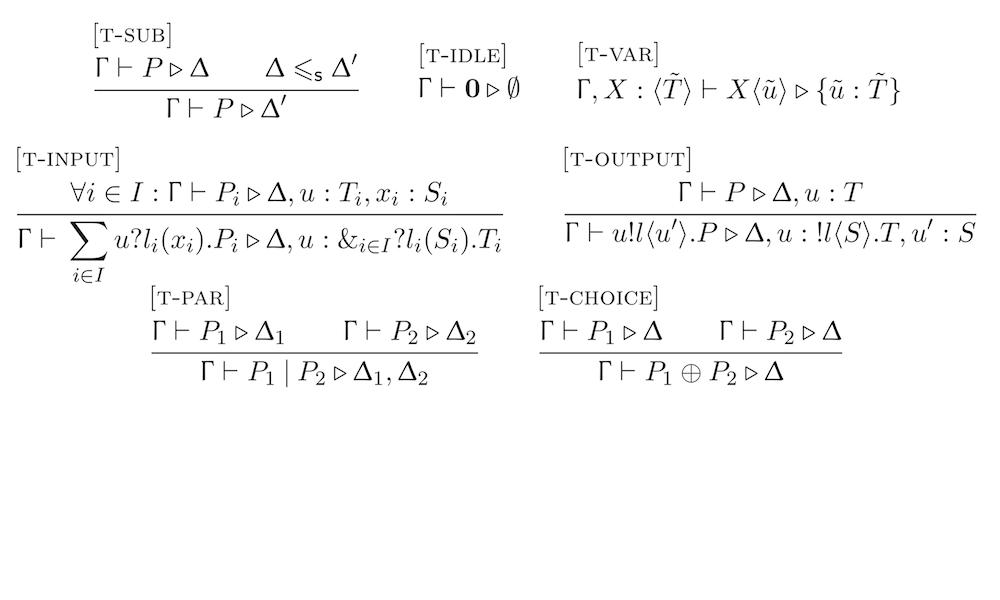 [T-SUB]
Γ ⊢ P ▹ Δ Δ ⩽ₛ Δ′
Γ ⊢ P ▹ Δ′
[T-IDLE]
Γ ⊢ 0 ▹ ∅
[T-VAR]
Γ, X : ⟨T̃⟩ ⊢ X⟨ũ⟩ ▹ {ũ : T̃}
[T-INPUT]
∀i ∈ I : Γ ⊢ Pᵢ ▹ Δ, u : Tᵢ, xᵢ : Sᵢ
Γ ⊢ ∑ u?lᵢ(xᵢ).Pᵢ ▹ Δ, u : &ᵢ∈I?lᵢ(Sᵢ).Tᵢ
i∈I
[T-OUTPUT]
Γ ⊢ P ▹ Δ, u : T
Γ ⊢ u!l⟨u′⟩.P ▹ Δ, u : !l⟨S⟩.T, u′ : S
[T-PAR]
Γ ⊢ P₁ ▹ Δ₁ Γ ⊢ P₂ ▹ Δ₂
Γ ⊢ P₁ | P₂ ▹ Δ₁, Δ₂
[T-CHOICE]
Γ ⊢ P₁ ▹ Δ Γ ⊢ P₂ ▹ Δ
Γ ⊢ P₁ ⊕ P₂ ▹ Δ